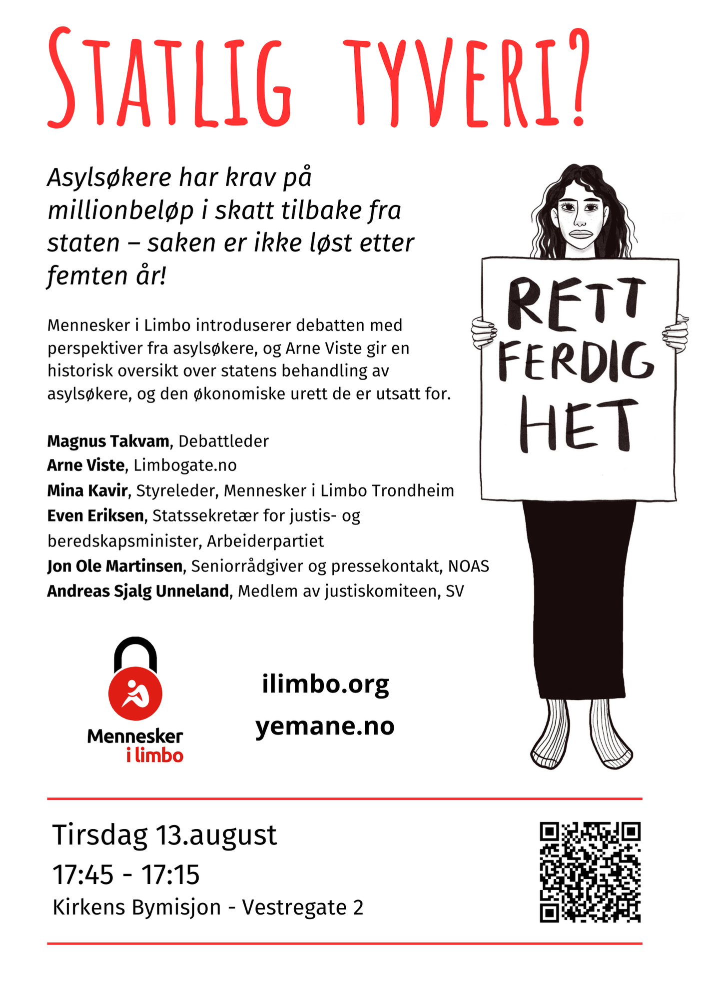 STATLIG TYVERI?
Asylsøkere har krav på
millionbeløp i skatt tilbake fra
staten – saken er ikke løst etter
femten år!
Mennesker i Limbo introduserer debatten med
perspektiver fra asylsøkere, og Arne Viste gir en
historisk oversikt over statens behandling av
asylsøkere, og den økonomiske urett de er utsatt for.
Magnus Takvam, Debattleder
Arne Viste, Limbogate.no
Mina Kavir, Styreleder, Mennesker i Limbo Trondheim
Even Eriksen, Statssekretær for justis- og
beredskapsminister, Arbeiderpartiet
Jon Ole Martinsen, Seniorrådgiver og pressekontakt, NOAS
Andreas Sjalg Unneland, Medlem av justiskomiteen, SV
RETT
FERDIG
HET
Mennesker
i limbo
ilimbo.org
yemane.no
Tirsdag 13.august
17:45 - 17:15
Kirkens Bymisjon - Vestregate 2